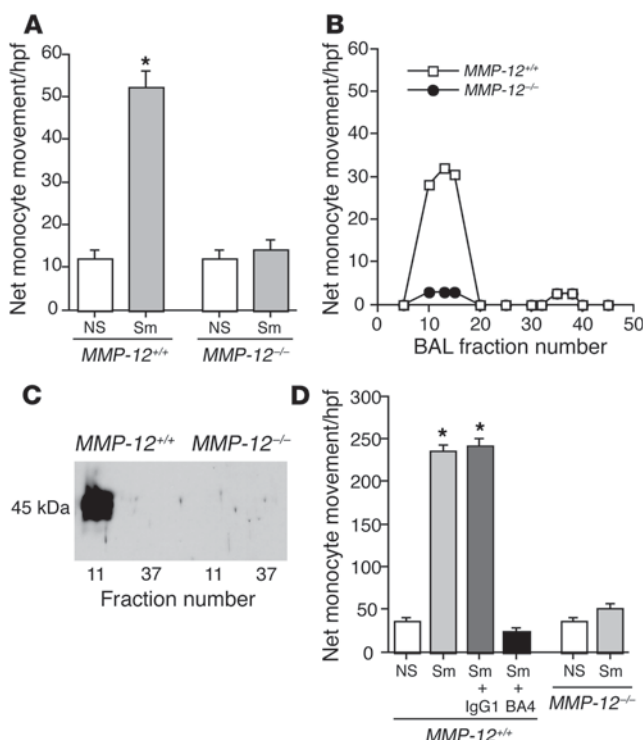 A
Net monocyte movement/hpf
60
50
40
30
20
10
0
*
NS Sm NS Sm
MMP-12+/+ MMP-12–/–
B
Net monocyte movement/hpf
60
50
40
30
20
10
0
MMP-12+/+
MMP-12–/–
0 10 20 30 40 50
BAL fraction number
C
MMP-12+/+ MMP-12–/–
45 kDa
11 37 11 37
Fraction number
D
Net monocyte movement/hpf
250
200
150
100
50
0
* *
NS Sm Sm Sm NS Sm
+ +
IgG1 BA4
MMP-12+/+ MMP-12–/–